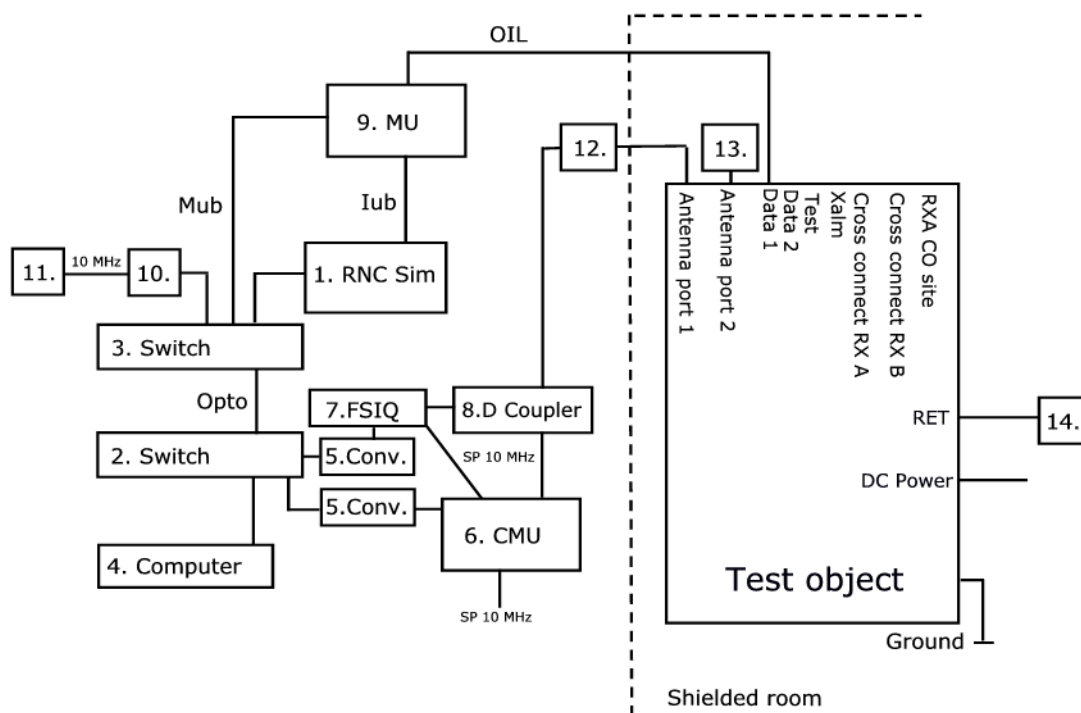 OIL
9. MU
12.
13.
Mub
Iub
11.
10 MHz
10.
1. RNC Sim
3. Switch
Opto
7.FSIQ
8.D Coupler
2. Switch
5.Conv.
SP 10 MHz
5.Conv.
6. CMU
4. Computer
SP 10 MHz
Antenna port 1
Antenna port 2
Data 1
Data 2
Test
Xalm
Cross connect RX A
Cross connect RX B
RXA CO site
RET
14.
DC Power
Test object
Ground
Shielded room